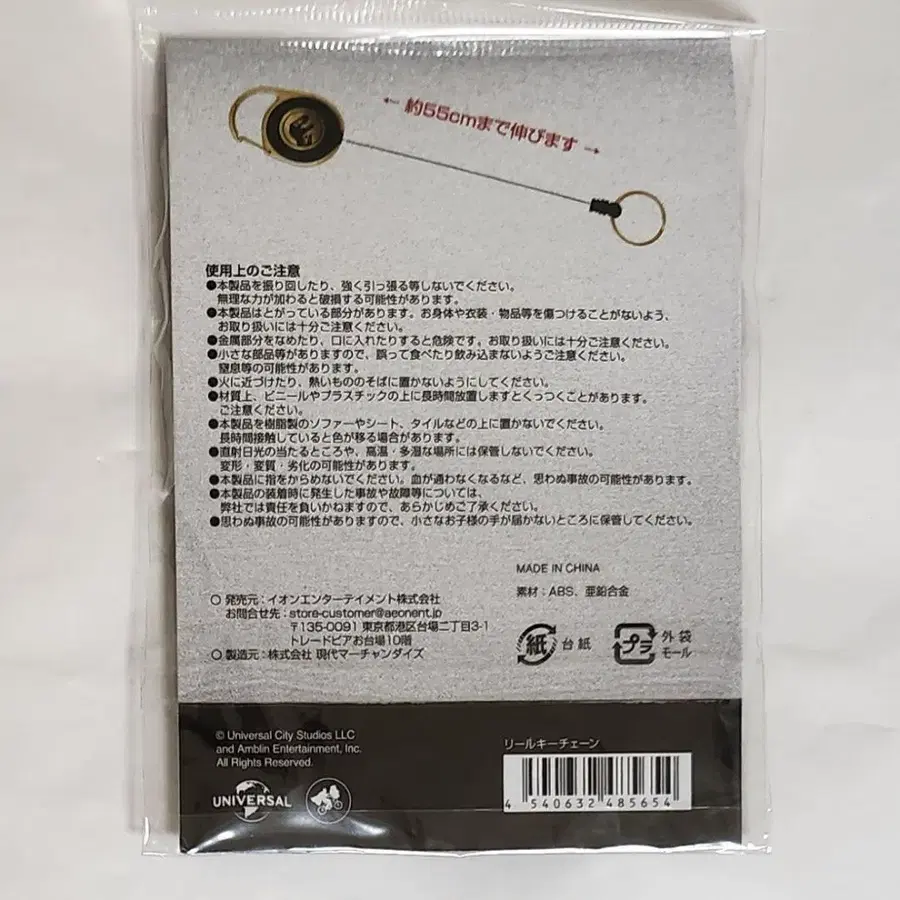 ← 約55cmまで伸びます →
使用上のご注意
●本製品を振り回したり、強く引っ張る等しないでください。
無理な力が加わると破損する可能性があります。
●本製品はとがっている部分があります。お身体や衣装・物品等を傷つけることがないよう、
お取り扱いには十分ご注意ください。
●金属部分をなめたり、口に入れたりすると危険です。お取り扱いには十分ご注意ください。
●小さな部品等がありますので、誤って食べたり飲み込まないようご注意ください。
窒息等の可能性があります。
●火に近づけたり、熱いもののそばに置かないようにしてください。
●材質上、ビニールやプラスチックの上に長時間放置しますとくっつくことがあります。
ご注意ください。
●本製品を樹脂製のソファーやシート、タイルなどの上に置かないでください。
長時間接触していると色が移る場合があります。
●直射日光の当たるところや、高温・多湿な場所には保管しないでください。
変形・変質・劣化の可能性があります。
●本製品に指をからめないでください。血が通わなくなるなど、思わぬ事故の可能性があります。
●本製品の装着時に発生した事故や故障等については、
弊社では責任を負いかねますので、あらかじめご了承ください。
●思わぬ事故の可能性がありますので、小さなお子様の手が届かないところに保管してください。
MADE IN CHINA
素材：ABS、亜鉛合金
○ 発売元：イオンエンターテイメント株式会社
お問合せ先：store-customer@aeonent.jp
〒135-0091 東京都港区台場二丁目3-1
トレードピアお台場10階
○ 製造元：株式会社 現代マーチャンダイズ
紙 台紙
プラ 外袋
モール
© Universal City Studios LLC
and Amblin Entertainment, Inc.
All Rights Reserved.
UNIVERSAL
リールキーチェーン
4 540632 485654